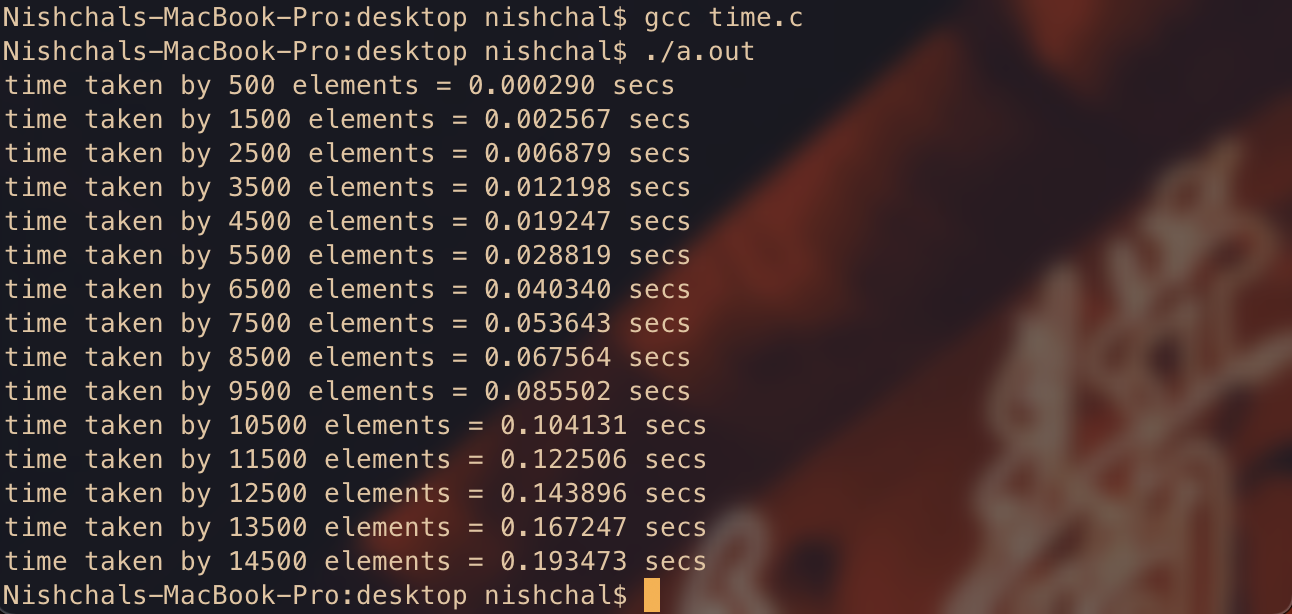 Nishchals-MacBook-Pro:desktop nishchal$ gcc time.c
Nishchals-MacBook-Pro:desktop nishchal$ ./a.out
time taken by 500 elements = 0.000290 secs
time taken by 1500 elements = 0.002567 secs
time taken by 2500 elements = 0.006879 secs
time taken by 3500 elements = 0.012198 secs
time taken by 4500 elements = 0.019247 secs
time taken by 5500 elements = 0.028819 secs
time taken by 6500 elements = 0.040340 secs
time taken by 7500 elements = 0.053643 secs
time taken by 8500 elements = 0.067564 secs
time taken by 9500 elements = 0.085502 secs
time taken by 10500 elements = 0.104131 secs
time taken by 11500 elements = 0.122506 secs
time taken by 12500 elements = 0.143896 secs
time taken by 13500 elements = 0.167247 secs
time taken by 14500 elements = 0.193473 secs
Nishchals-MacBook-Pro:desktop nishchal$